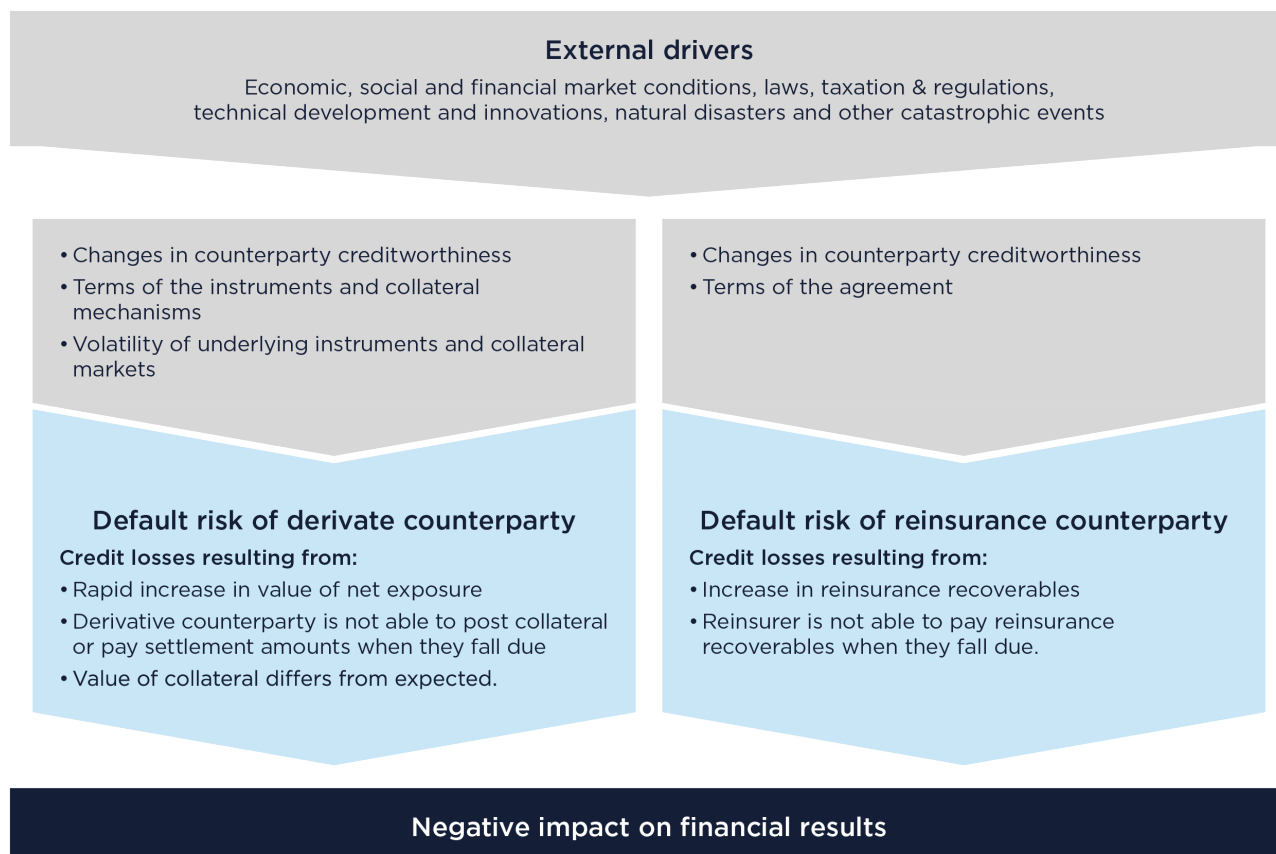 External drivers
Economic, social and financial market conditions, laws, taxation & regulations,
technical development and innovations, natural disasters and other catastrophic events
• Changes in counterparty creditworthiness
• Terms of the instruments and collateral
mechanisms
• Volatility of underlying instruments and collateral
markets
• Changes in counterparty creditworthiness
• Terms of the agreement
Default risk of derivate counterparty
Credit losses resulting from:
• Rapid increase in value of net exposure
• Derivative counterparty is not able to post collateral
or pay settlement amounts when they fall due
• Value of collateral differs from expected.
Default risk of reinsurance counterparty
Credit losses resulting from:
• Increase in reinsurance recoverables
• Reinsurer is not able to pay reinsurance
recoverables when they fall due.
Negative impact on financial results